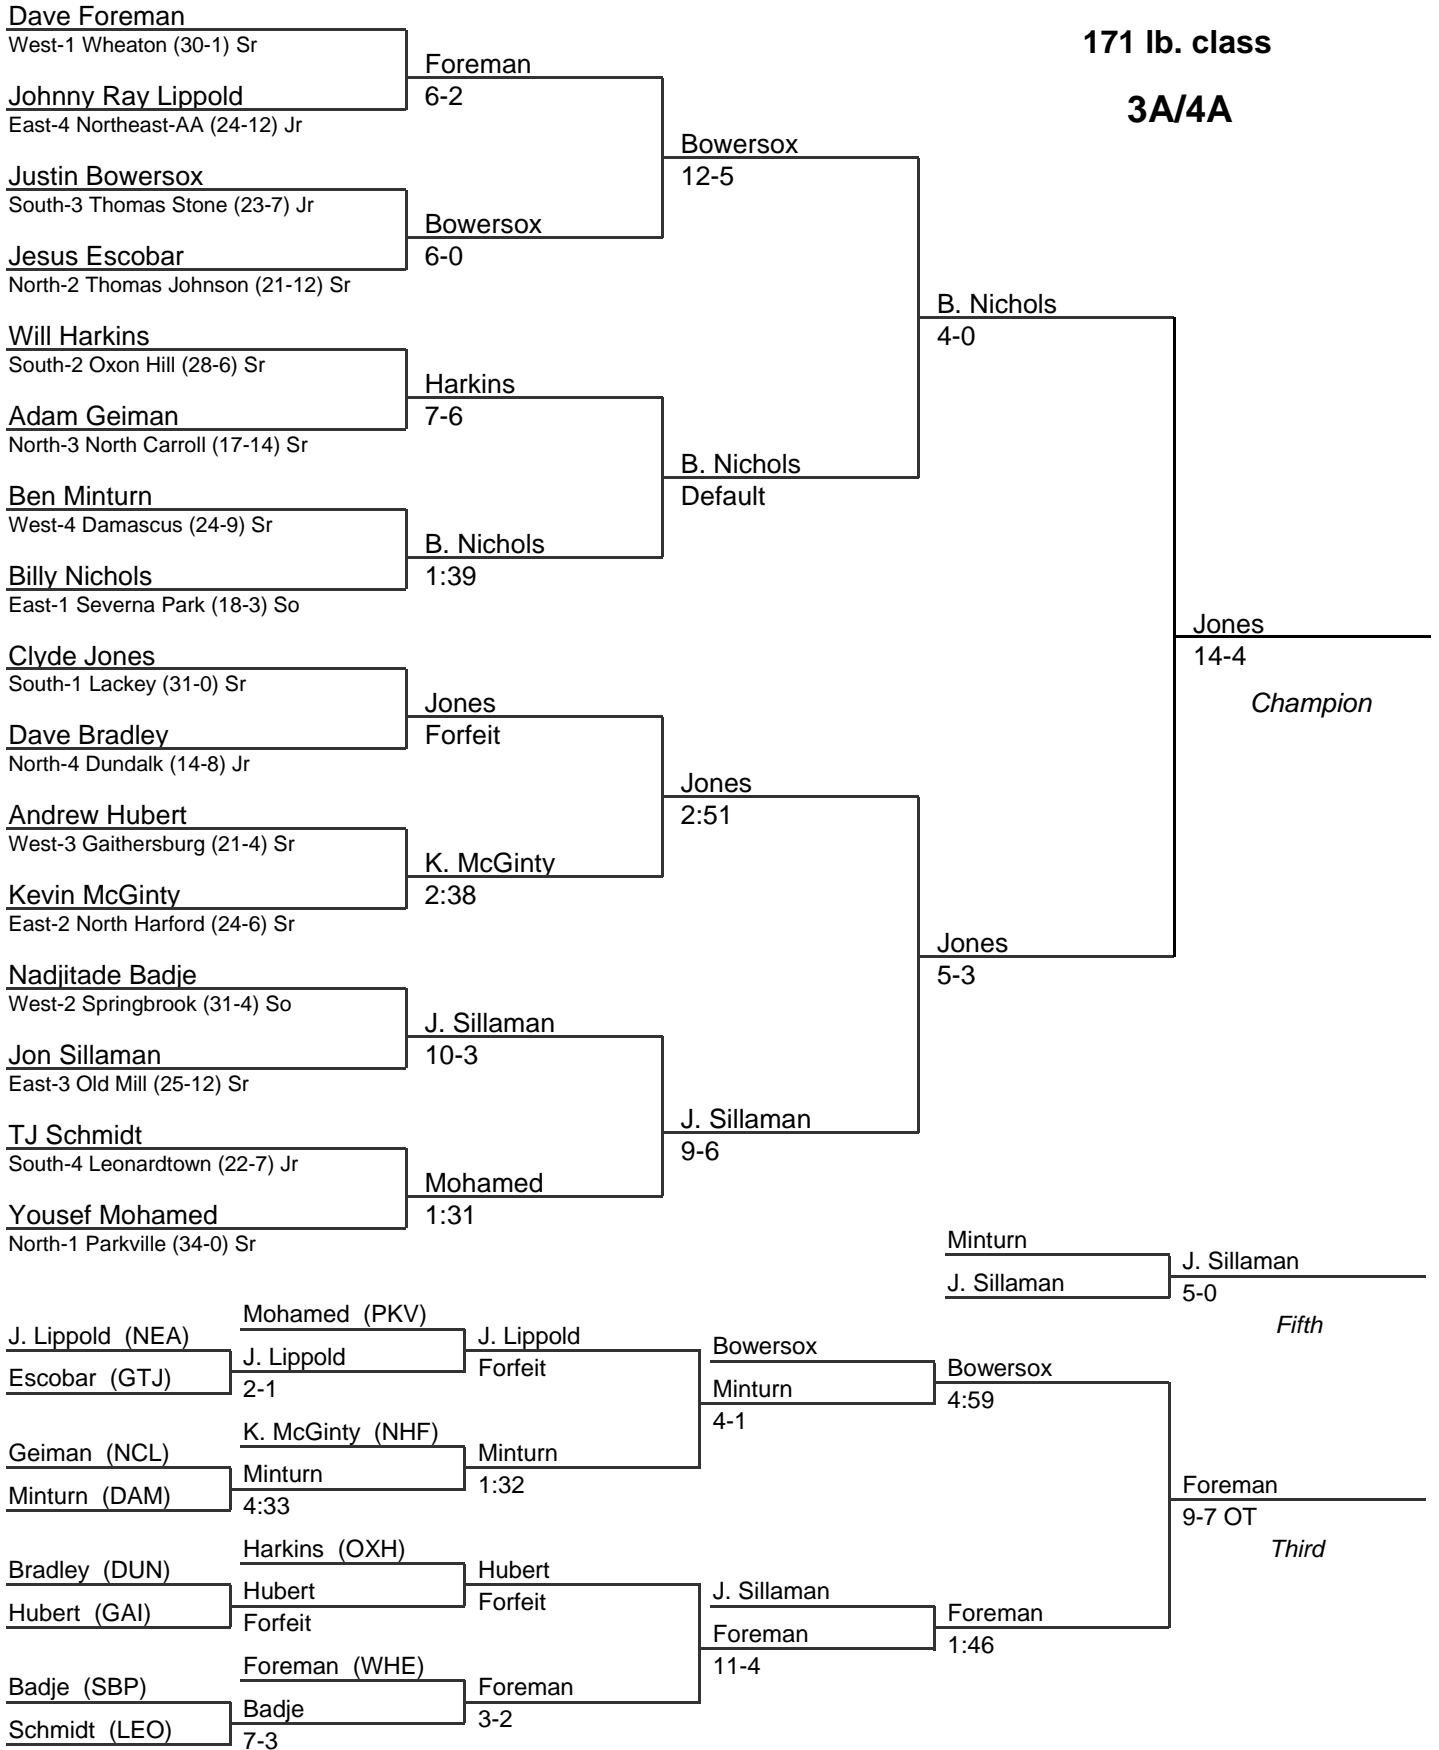 Dave Foreman
West-1 Wheaton (30-1) Sr
171 lb. class
3A/4A
Foreman
6-2
Johnny Ray Lippold
East-4 Northeast-AA (24-12) Jr
Bowersox
12-5
Justin Bowersox
South-3 Thomas Stone (23-7) Jr
Bowersox
6-0
Jesus Escobar
North-2 Thomas Johnson (21-12) Sr
B. Nichols
4-0
Will Harkins
South-2 Oxon Hill (28-6) Sr
Harkins
7-6
Adam Geiman
North-3 North Carroll (17-14) Sr
B. Nichols
Default
Ben Minturn
West-4 Damascus (24-9) Sr
B. Nichols
1:39
Billy Nichols
East-1 Severna Park (18-3) So
Jones
14-4
Champion
Clyde Jones
South-1 Lackey (31-0) Sr
Jones
Forfeit
Dave Bradley
North-4 Dundalk (14-8) Jr
Jones
2:51
Andrew Hubert
West-3 Gaithersburg (21-4) Sr
K. McGinty
2:38
Kevin McGinty
East-2 North Harford (24-6) Sr
Jones
5-3
Nadjitade Badje
West-2 Springbrook (31-4) So
J. Sillaman
10-3
Jon Sillaman
East-3 Old Mill (25-12) Sr
J. Sillaman
9-6
TJ Schmidt
South-4 Leonardtown (22-7) Jr
Mohamed
1:31
Yousef Mohamed
North-1 Parkville (34-0) Sr
Minturn
J. Sillaman
J. Sillaman
5-0
Fifth
J. Lippold (NEA)
Escobar (GTJ)
Mohamed (PKV)
J. Lippold
2-1
J. Lippold
Forfeit
Bowersox
Minturn
4-1
Bowersox
4:59
Geiman (NCL)
Minturn (DAM)
K. McGinty (NHF)
Minturn
4:33
Minturn
1:32
Foreman
9-7 OT
Third
Bradley (DUN)
Hubert (GAI)
Harkins (OXH)
Hubert
Forfeit
Hubert
Forfeit
J. Sillaman
Foreman
11-4
Foreman
1:46
Badje (SBP)
Schmidt (LEO)
Foreman (WHE)
Badje
7-3
Foreman
3-2